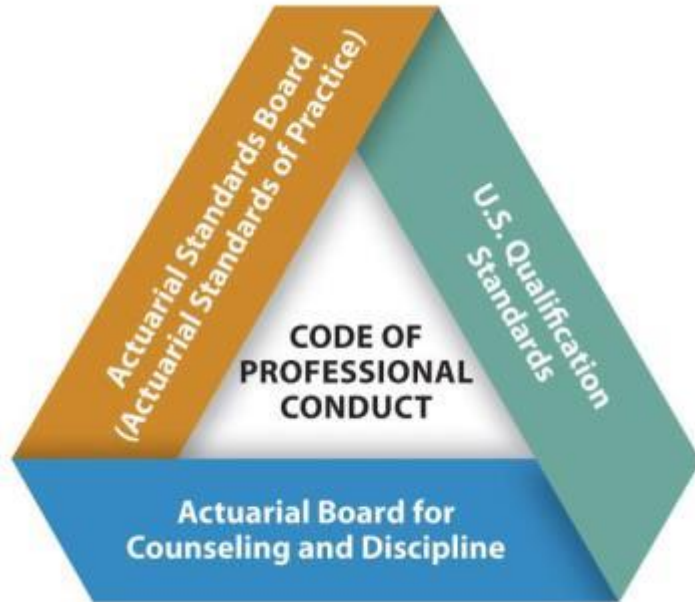 Actuarial Standards Board
(Actuarial Standards of Practice)
U.S. Qualification
Standards
CODE OF
PROFESSIONAL
CONDUCT
Actuarial Board for
Counseling and Discipline